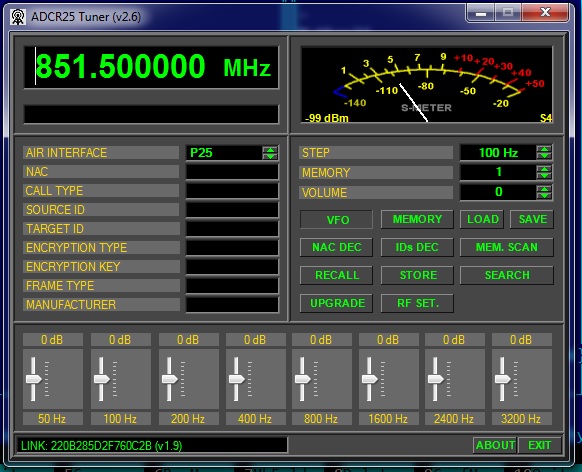 ADCR25 Tuner (v2.6)
851.500000 MHz
1 3 5 7 9 +10 +20 +30 +40 +50
-140 -110 -80 -50 -20
S-METER
-99 dBm S4
AIR INTERFACE P25
NAC
CALL TYPE
SOURCE ID
TARGET ID
ENCRYPTION TYPE
ENCRYPTION KEY
FRAME TYPE
MANUFACTURER
STEP 100 Hz
MEMORY 1
VOLUME 0
VFO MEMORY LOAD SAVE
NAC DEC IDs DEC MEM. SCAN
RECALL STORE SEARCH
UPGRADE RF SET.
0 dB 0 dB 0 dB 0 dB 0 dB 0 dB 0 dB 0 dB
50 Hz 100 Hz 200 Hz 400 Hz 800 Hz 1600 Hz 2400 Hz 3200 Hz
LINK: 220B285D2F760C2B (v1.9) ABOUT EXIT